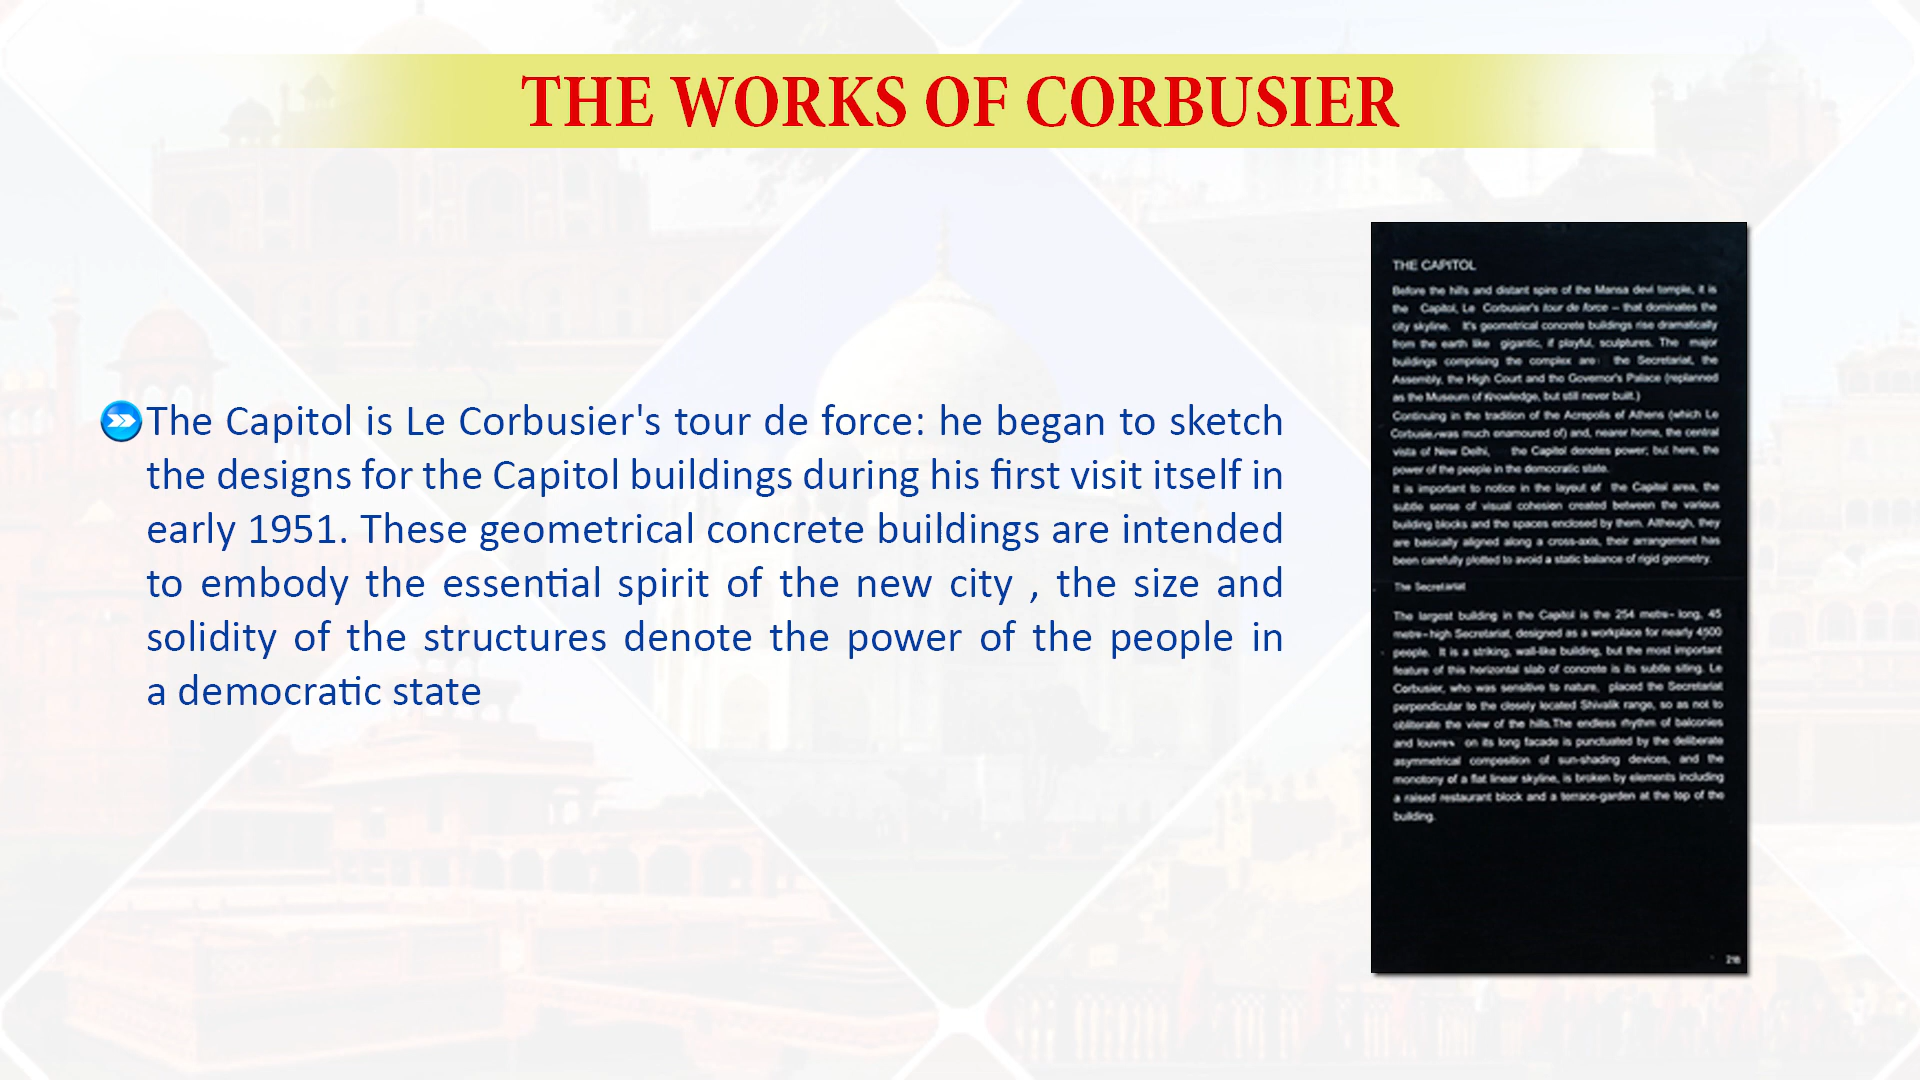 THE WORKS OF CORBUSIER
The Capitol is Le Corbusier's tour de force: he began to sketch
the designs for the Capitol buildings during his first visit itself in
early 1951. These geometrical concrete buildings are intended
to embody the essential spirit of the new city , the size and
solidity of the structures denote the power of the people in
a democratic state
THE CAPITOL
Before the hills and distant spire of the Mansa devi temple, it is
the Capitol, Le Corbusier's tour de force – that dominates the
city skyline. It's geometrical concrete buildings rise dramatically
from the earth like gigantic, if playful, sculptures. The major
buildings comprising the complex are: the Secretariat, the
Assembly, the High Court and the Governor's Palace (replanned
as the Museum of Knowledge, but still never built.)
Continuing in the tradition of the Acropolis of Athens (which Le
Corbusier was much enamoured of) and, nearer home, the central
vista of New Delhi, the Capitol denotes power; but here, the
power of the people in the democratic state.
It is important to notice in the layout of the Capitol area, the
subtle sense of visual cohesion created between the various
building blocks and the spaces enclosed by them. Although, they
are basically aligned along a cross-axis, their arrangement has
been carefully plotted to avoid a static balance of rigid geometry.
The Secretariat
The largest building in the Capitol is the 254 metre– long, 45
metre–high Secretariat, designed as a workplace for nearly 4500
people. It is a striking, wall-like building, but the most important
feature of this horizontal slab of concrete is its subtle siting. Le
Corbusier, who was sensitive to nature, placed the Secretariat
perpendicular to the closely located Shivalik range, so as not to
obliterate the view of the hills.The endless rhythm of balconies
and louvres on its long facade is punctuated by the deliberate
asymmetrical composition of sun-shading devices, and the
monotony of a flat linear skyline, is broken by elements including
a raised restaurant block and a terrace-garden at the top of the
building.